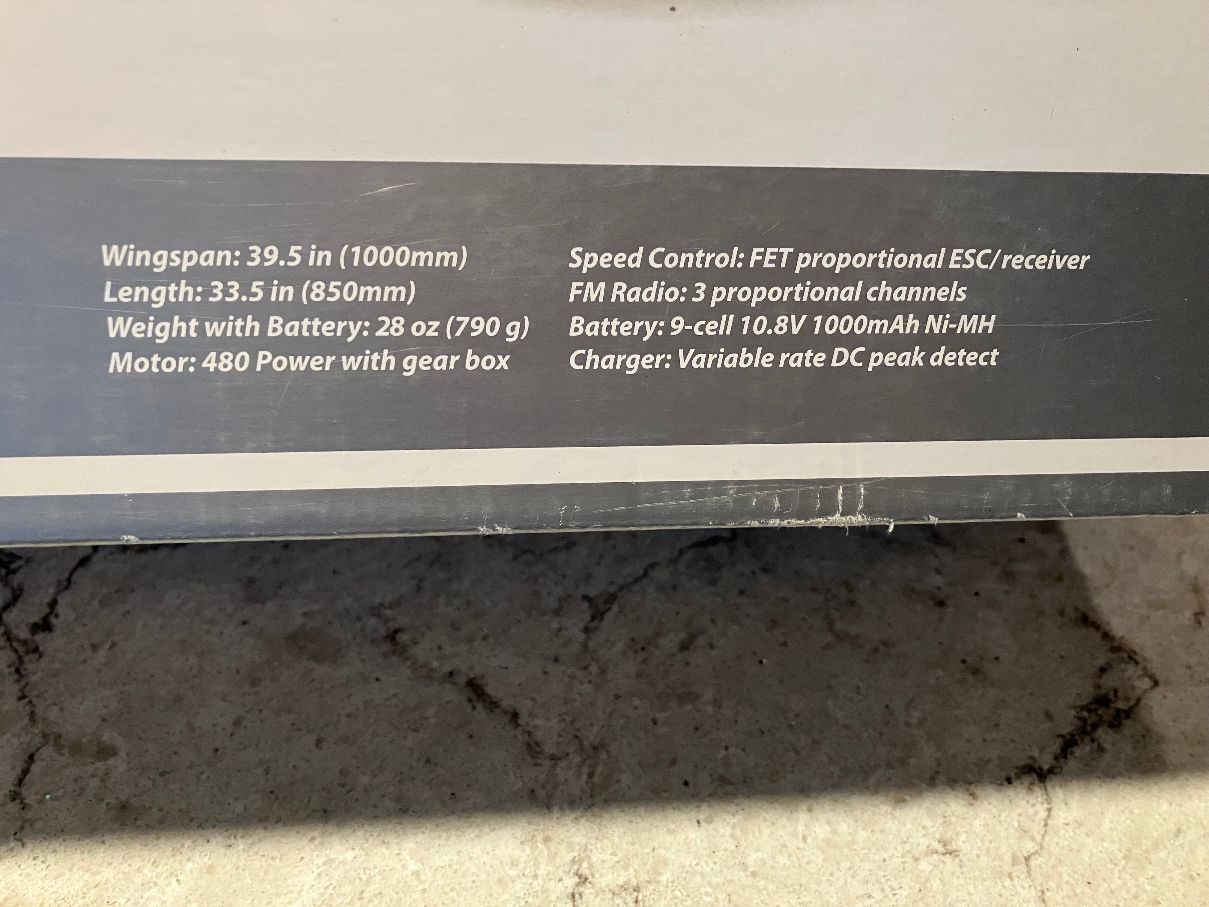 Wingspan: 39.5 in (1000mm)
Length: 33.5 in (850mm)
Weight with Battery: 28 oz (790 g)
Motor: 480 Power with gear box
Speed Control: FET proportional ESC/receiver
FM Radio: 3 proportional channels
Battery: 9-cell 10.8V 1000mAh Ni-MH
Charger: Variable rate DC peak detect